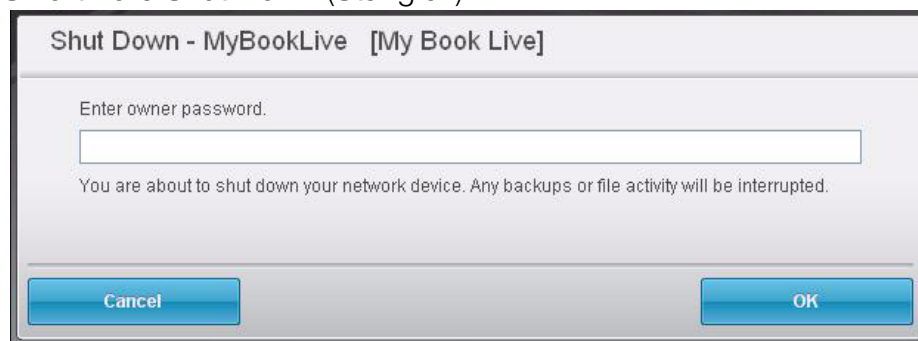 Shut Down - MyBookLive [My Book Live]
Enter owner password.
You are about to shut down your network device. Any backups or file activity will be interrupted.
Cancel
OK